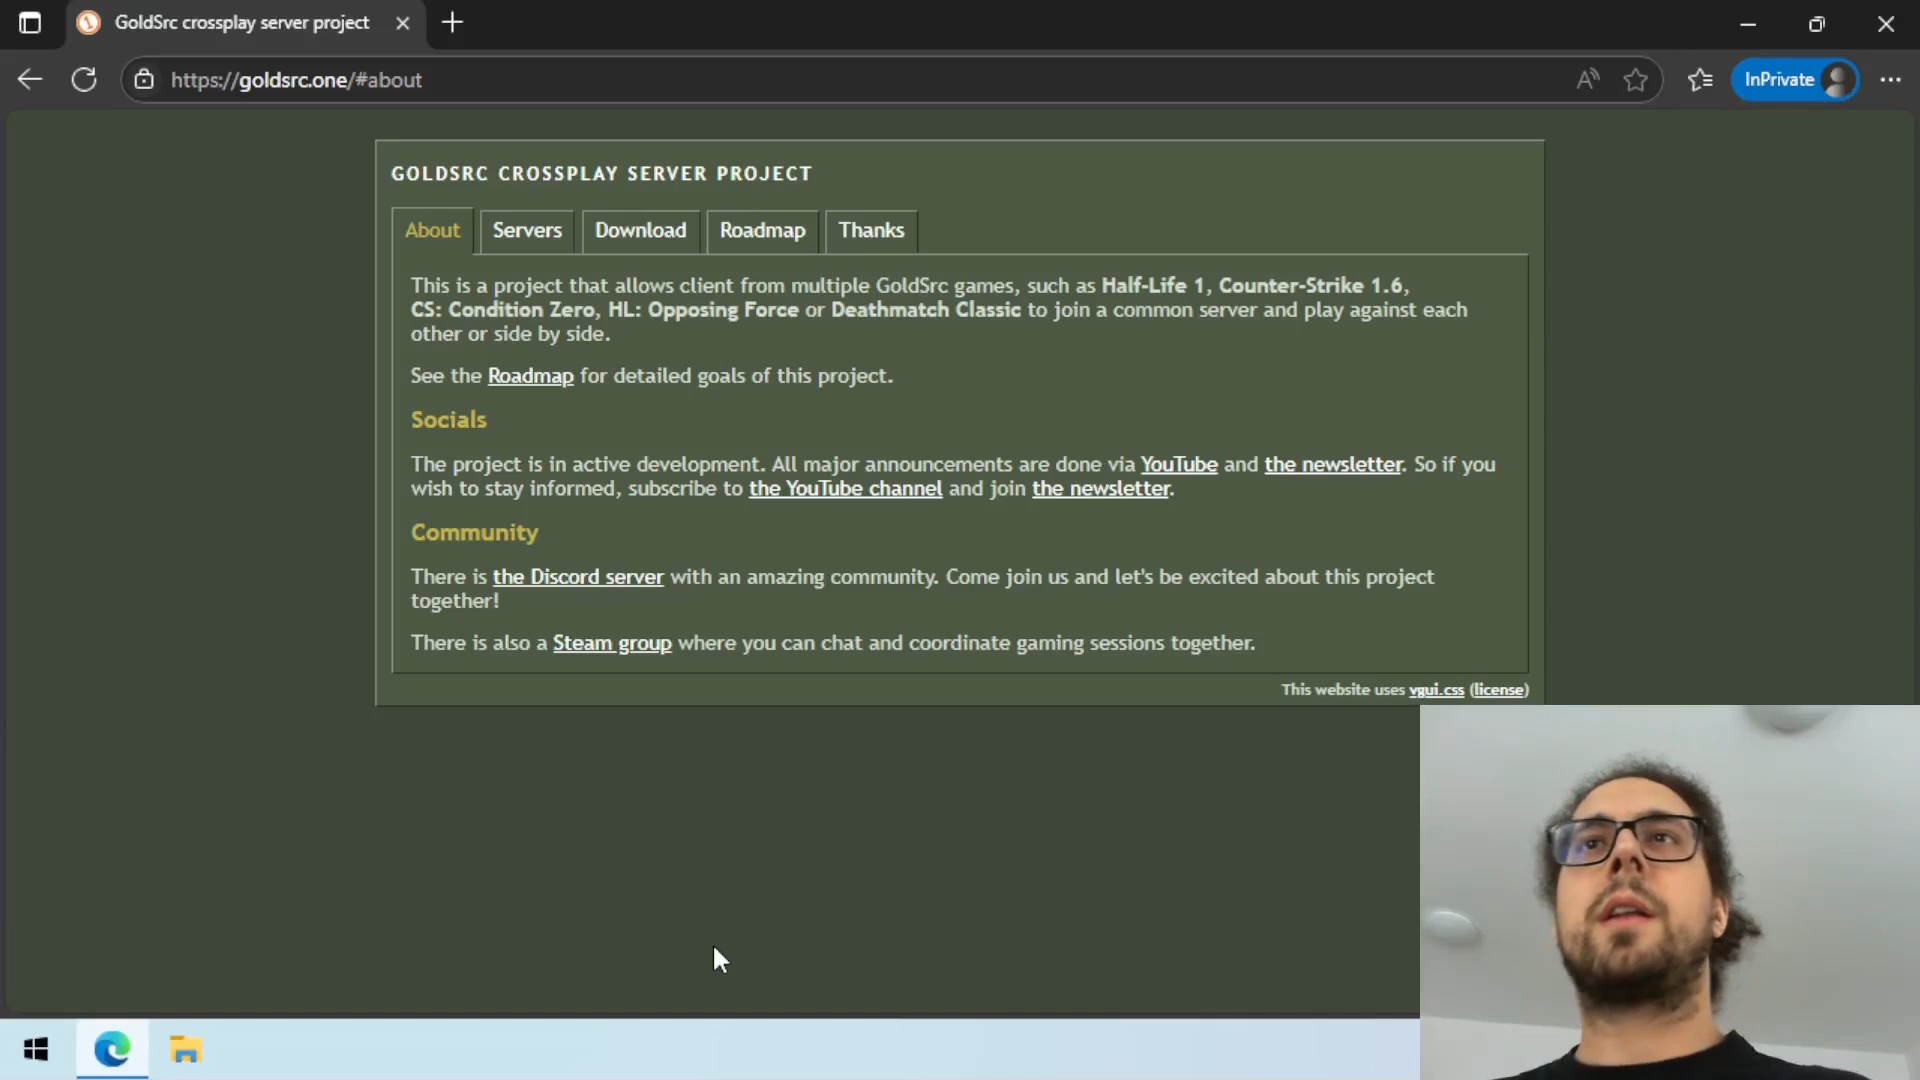 GoldSrc crossplay server project
https://goldsrc.one/#about
InPrivate
GOLDSRC CROSSPLAY SERVER PROJECT
About
Servers
Download
Roadmap
Thanks
This is a project that allows client from multiple GoldSrc games, such as Half-Life 1, Counter-Strike 1.6,
CS: Condition Zero, HL: Opposing Force or Deathmatch Classic to join a common server and play against each
other or side by side.
See the Roadmap for detailed goals of this project.
Socials
The project is in active development. All major announcements are done via YouTube and the newsletter. So if you
wish to stay informed, subscribe to the YouTube channel and join the newsletter.
Community
There is the Discord server with an amazing community. Come join us and let's be excited about this project
together!
There is also a Steam group where you can chat and coordinate gaming sessions together.
This website uses vgui.css (license)